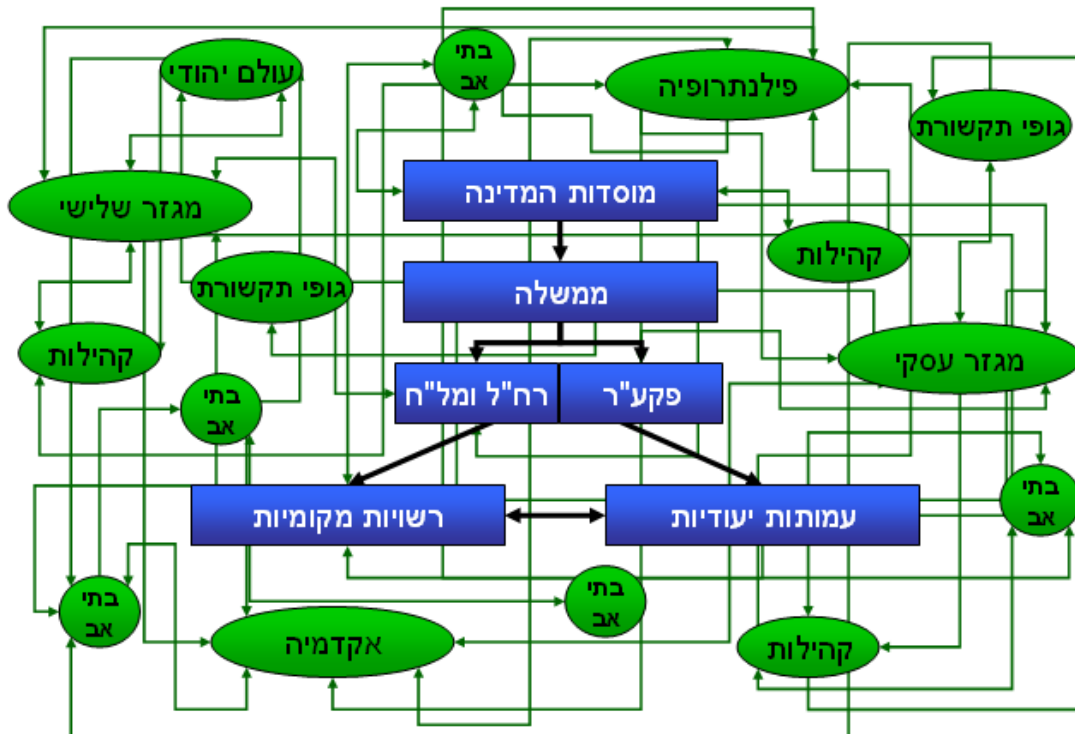 בתי
אב
עולם יהודי
פילנתרופיה
גופי תקשורת
מוסדות המדינה
מגזר שלישי
קהילות
גופי תקשורת
ממשלה
קהילות
מגזר עסקי
רח"ל ומל"ח
פקע"ר
בתי
אב
בתי
אב
רשויות מקומיות
עמותות יעודיות
בתי
אב
בתי
אב
אקדמיה
קהילות